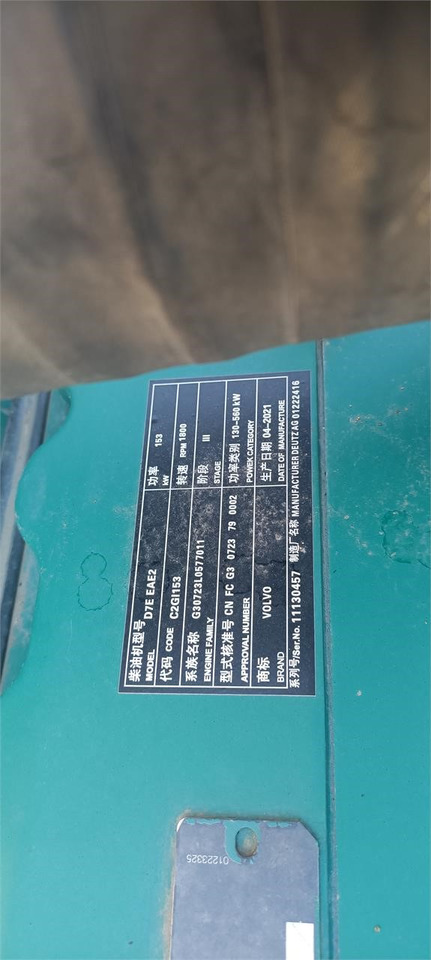 柴油机型号 D7E EAE2 功率 153
MODEL kW
代码 CODE C2GI153 转速 RPM 1800
系族名称 G30723L0577011 阶段 III
ENGINE FAMILY STAGE
型式核准号 CN FC G3 0723 79 0002 功率类别 130-560 kW
APPROVAL NUMBER POWEK CATEGORY
商标 VOLVO 生产日期 04-2021
BRAND DATE OF MANUFACTURE
系列号/Ser.No. 11130457 制造厂名称 MANUFACTURER DEUTZ AG 01222416
01223325